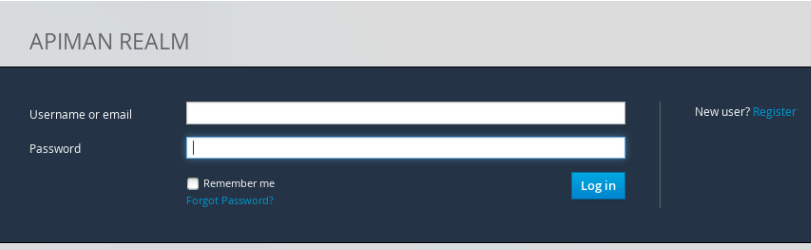 APIMAN REALM
Username or email
New user? Register
Password
Remember me
Log in
Forgot Password?